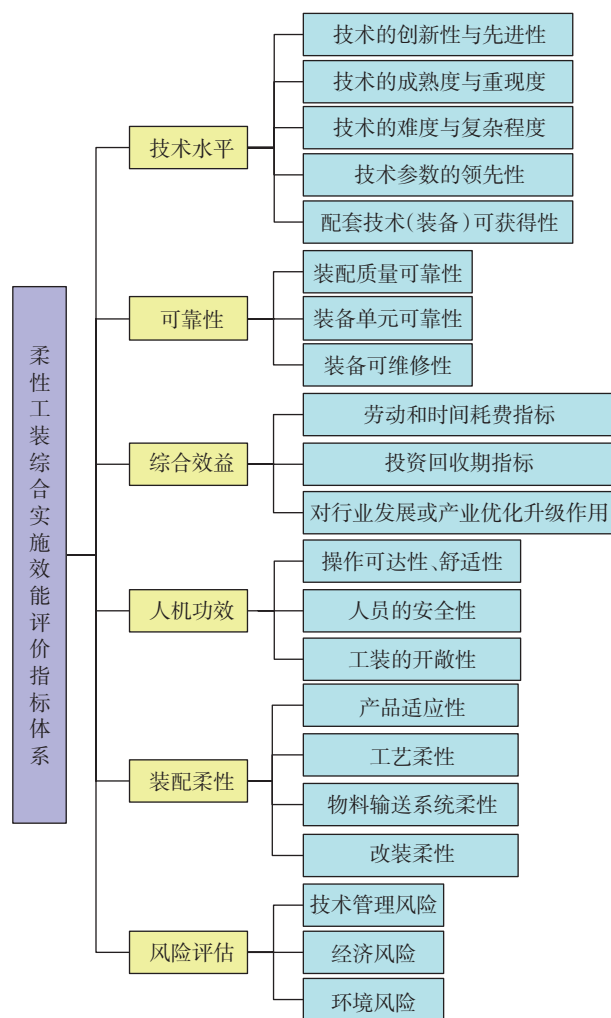 柔性工装综合实施效能评价指标体系
技术水平
技术的创新性与先进性
技术的成熟度与重现度
技术的难度与复杂程度
技术参数的领先性
配套技术(装备)可获得性
可靠性
装配质量可靠性
装备单元可靠性
装备可维修性
综合效益
劳动和时间耗费指标
投资回收期指标
对行业发展或产业优化升级作用
人机功效
操作可达性、舒适性
人员的安全性
工装的开敞性
装配柔性
产品适应性
工艺柔性
物料输送系统柔性
改装柔性
风险评估
技术管理风险
经济风险
环境风险